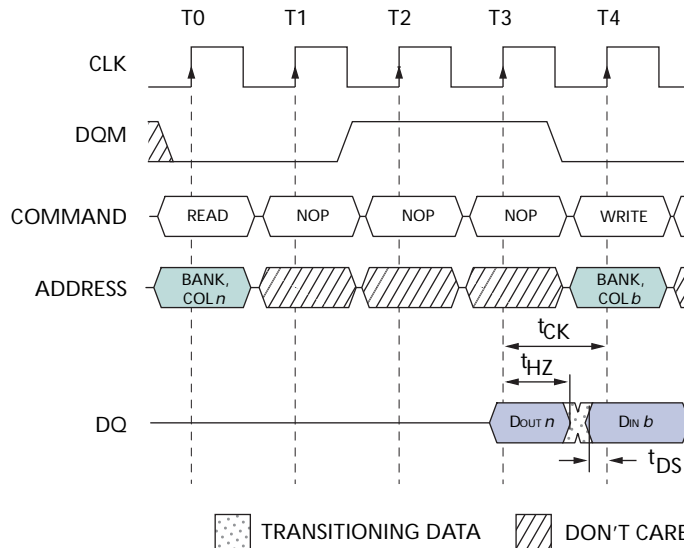 T0 T1 T2 T3 T4
CLK
DQM
COMMAND READ NOP NOP NOP WRITE
ADDRESS BANK, COL n BANK, COL b
tCK
tHZ
DQ DOUT n DIN b
tDS
TRANSITIONING DATA DON'T CARE